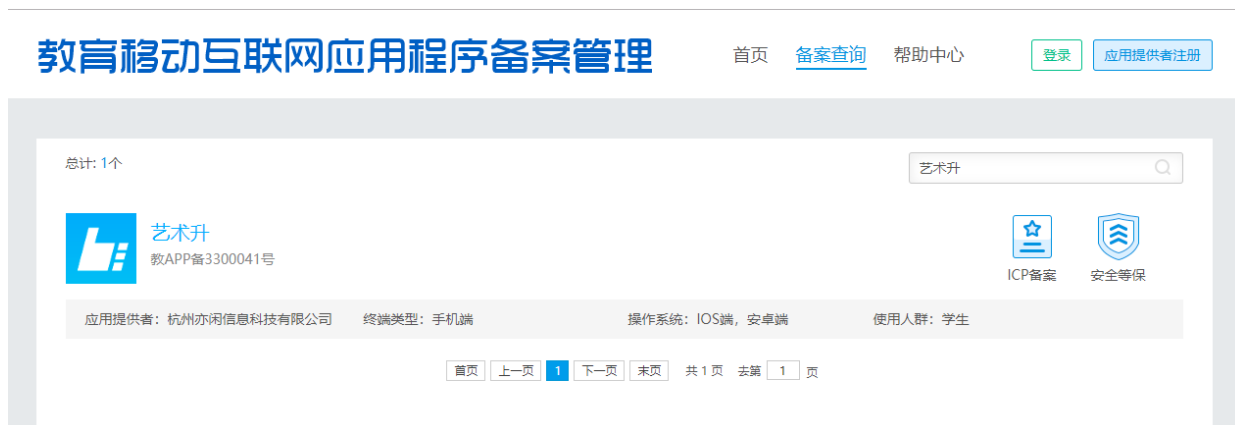 教育移动互联网应用程序备案管理 首页 备案查询 帮助中心 登录 应用提供者注册
总计: 1个 艺术升
艺术升
教APP备3300041号
ICP备案 安全等保
应用提供者：杭州亦闲信息科技有限公司 终端类型：手机端 操作系统：IOS端，安卓端 使用人群：学生
首页 上一页 1 下一页 末页 共 1 页 去第 1 页